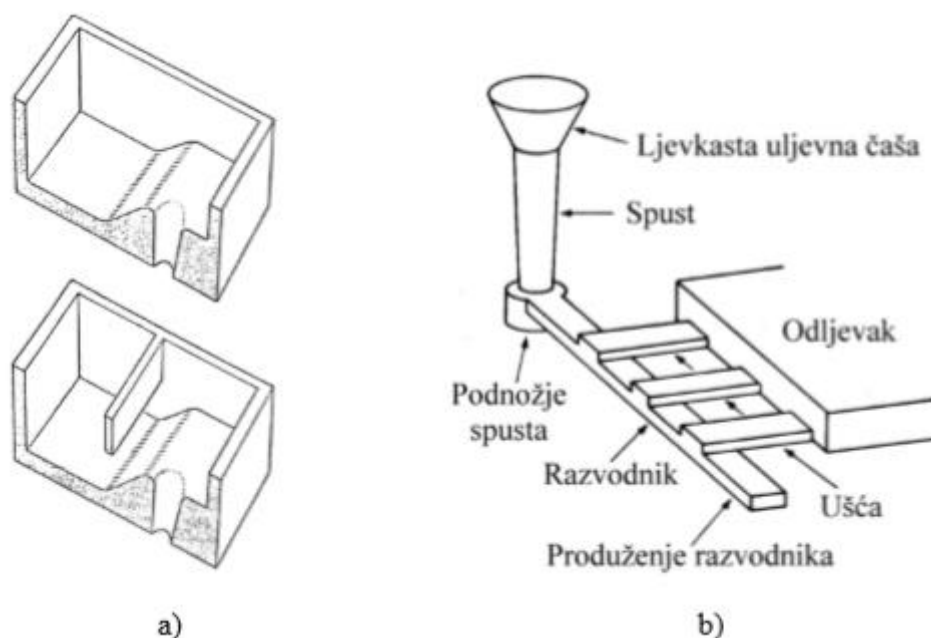 Ljevkasta uljevna čaša
Spust
Odljevak
Podnožje
spusta
Razvodnik
Ušća
Produženje razvodnika
a)
b)